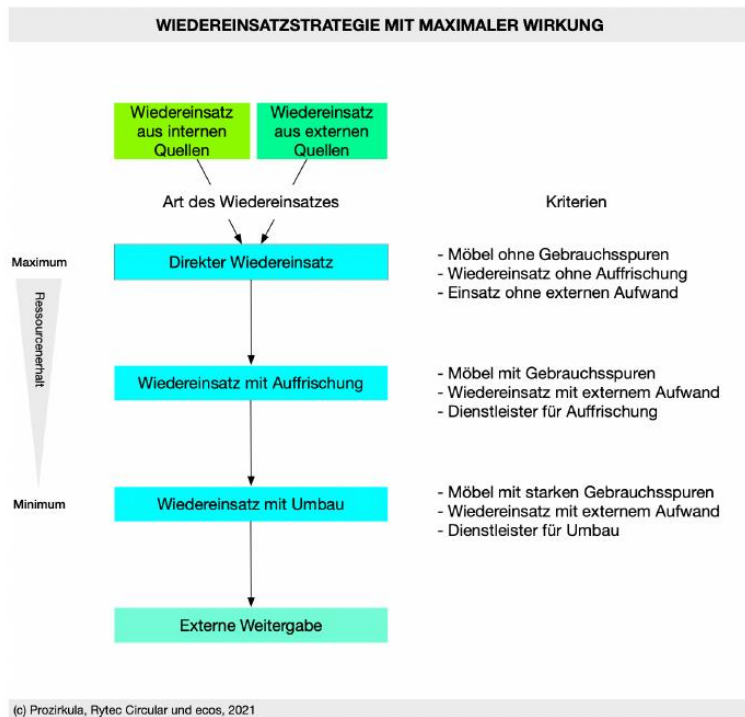 WIEDEREINSATZSTRATEGIE MIT MAXIMALER WIRKUNG
Wiedereinsatz
aus internen
Quellen
Wiedereinsatz
aus externen
Quellen
Art des Wiedereinsatzes
Kriterien
Maximum
Direkter Wiedereinsatz
- Möbel ohne Gebrauchsspuren
- Wiedereinsatz ohne Auffrischung
- Einsatz ohne externen Aufwand
Ressourcenerhalt
Wiedereinsatz mit Auffrischung
- Möbel mit Gebrauchsspuren
- Wiedereinsatz mit externem Aufwand
- Dienstleister für Auffrischung
Minimum
Wiedereinsatz mit Umbau
- Möbel mit starken Gebrauchsspuren
- Wiedereinsatz mit externem Aufwand
- Dienstleister für Umbau
Externe Weitergabe
(c) Prozirkula, Rytec Circular und ecos, 2021